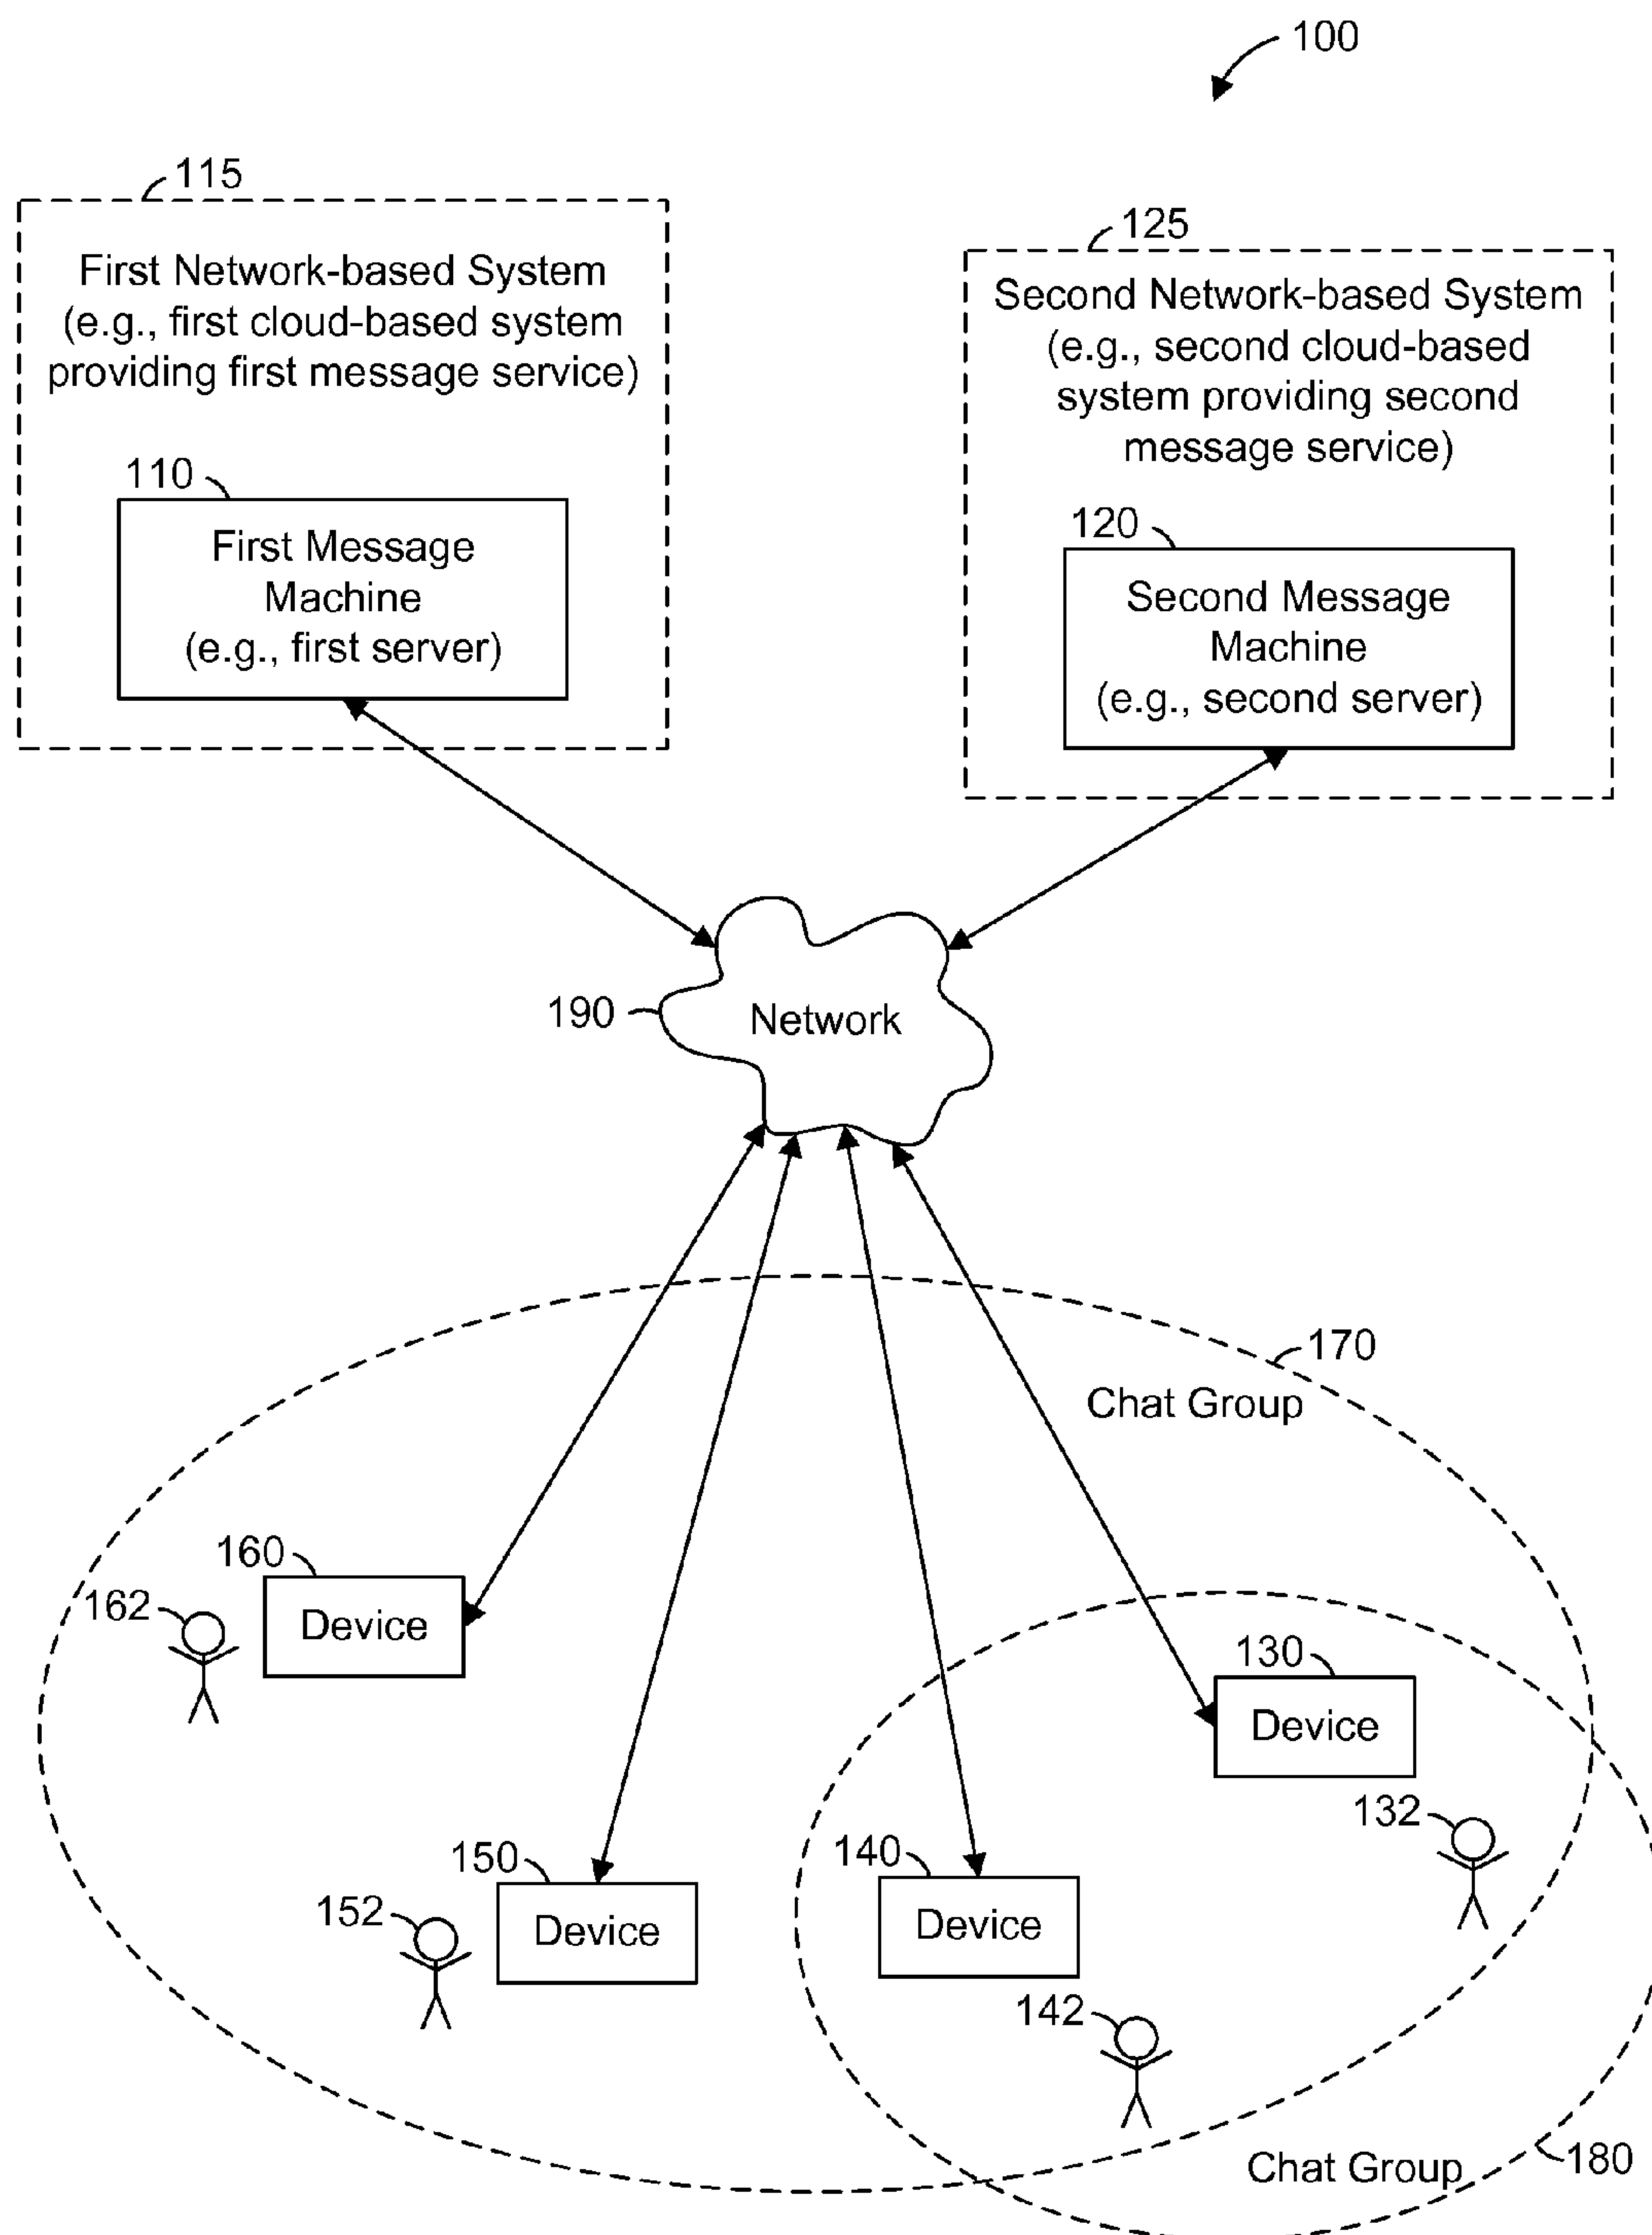 100
115
First Network-based System
(e.g., first cloud-based system
providing first message service)
110
First Message
Machine
(e.g., first server)
125
Second Network-based System
(e.g., second cloud-based
system providing second
message service)
120
Second Message
Machine
(e.g., second server)
190
Network
170
Chat Group
160
162
Device
130
Device
132
150
152
Device
140
Device
142
Chat Group
180